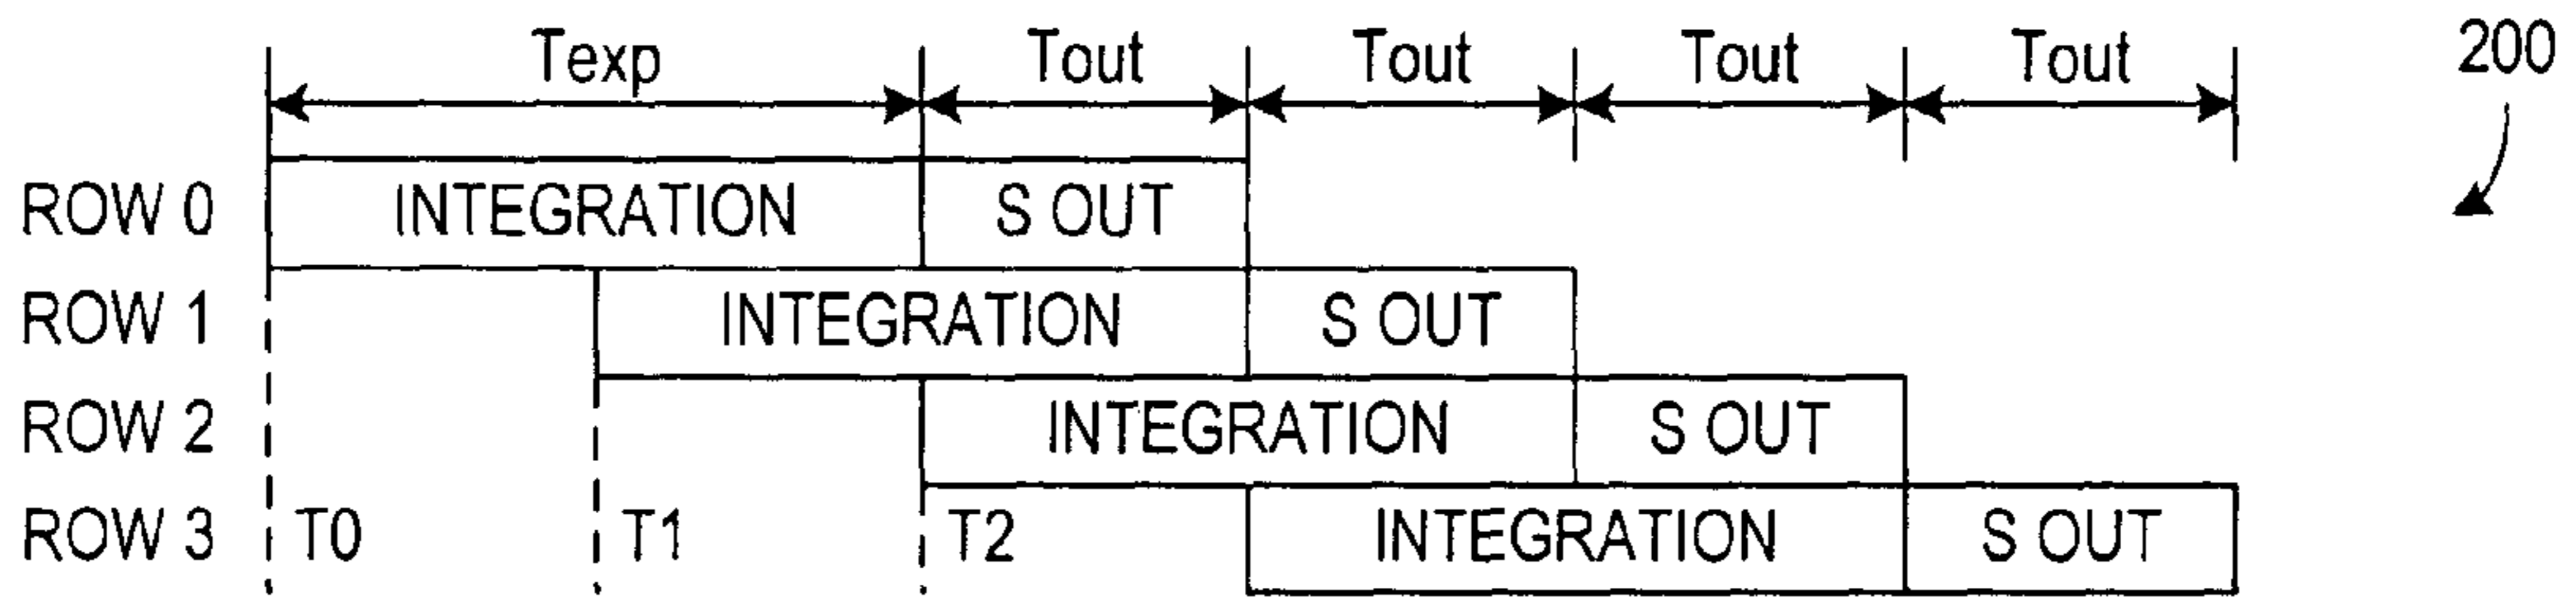 Texp Tout Tout Tout Tout 200
ROW 0 INTEGRATION S OUT
ROW 1 INTEGRATION S OUT
ROW 2 INTEGRATION S OUT
ROW 3 T0 T1 T2 INTEGRATION S OUT